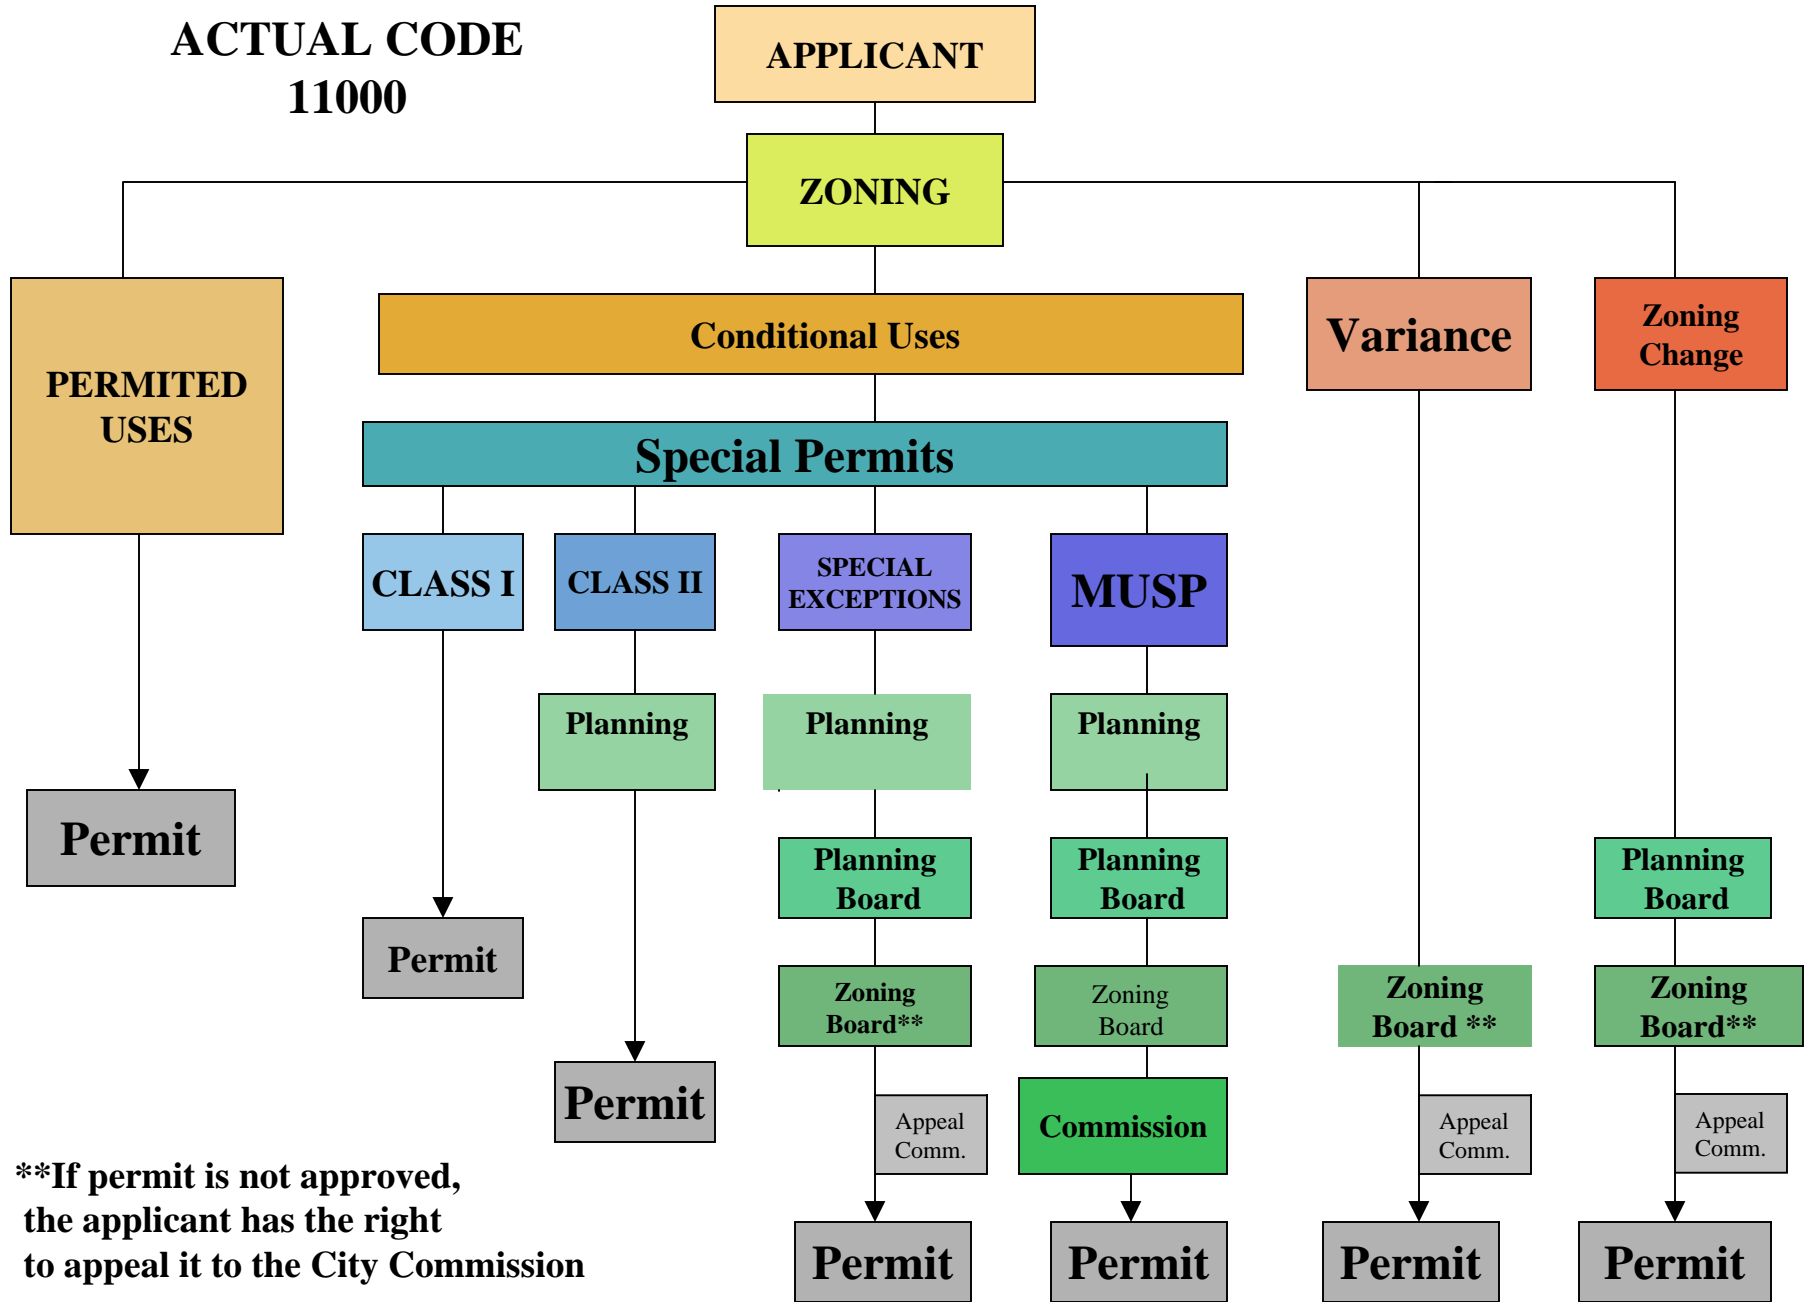 ACTUAL CODE
11000
APPLICANT
ZONING
PERMITED
USES
Conditional Uses
Variance
Zoning
Change
Special Permits
CLASS I
CLASS II
SPECIAL
EXCEPTIONS
MUSP
Planning
Planning
Planning
Permit
Planning
Board
Planning
Board
Planning
Board
Permit
Zoning
Board**
Zoning
Board
Zoning
Board **
Zoning
Board**
Permit
Appeal
Comm.
Commission
Appeal
Comm.
Appeal
Comm.
**If permit is not approved,
the applicant has the right
to appeal it to the City Commission
Permit
Permit
Permit
Permit